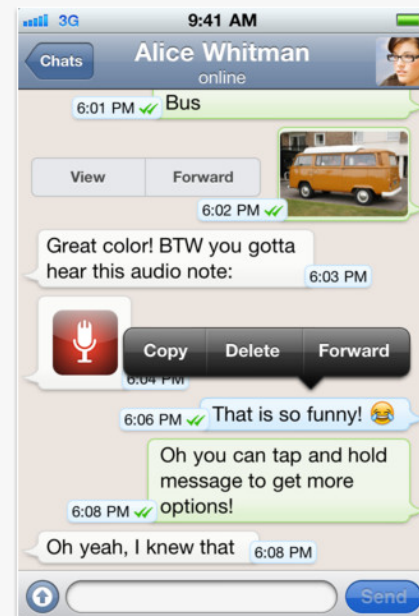 3G 9:41 AM
Chats
Alice Whitman
online
6:01 PM Bus
View Forward
6:02 PM
Great color! BTW you gotta
hear this audio note:
6:03 PM
Copy Delete Forward
6:04 PM
6:06 PM That is so funny! 😂
Oh you can tap and hold
message to get more
6:08 PM options!
Oh yeah, I knew that 6:08 PM
Send